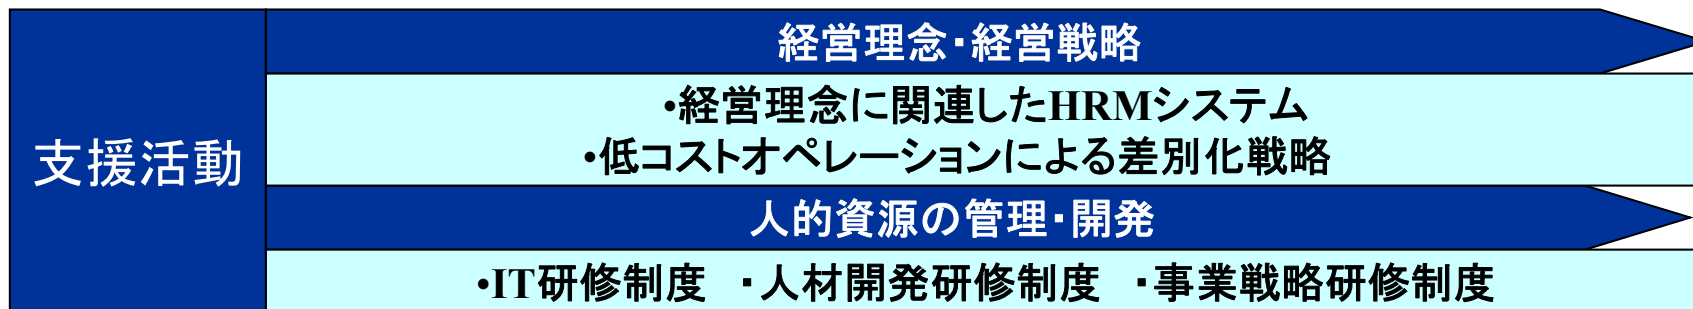 支援活動
経営理念・経営戦略
•経営理念に関連したHRMシステム
•低コストオペレーションによる差別化戦略
人的資源の管理・開発
•IT研修制度　・人材開発研修制度　・事業戦略研修制度